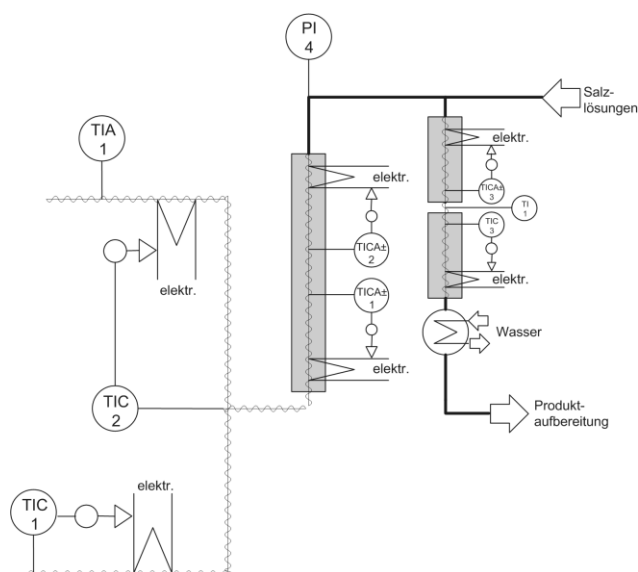 PI
4
Salz-
lösungen
TIA
1
elektr.
elektr.
TICA±
3
TI
1
TIC
3
TICA±
2
elektr.
TICA±
1
elektr.
Wasser
elektr.
TIC
2
Produkt-
aufbereitung
elektr.
TIC
1